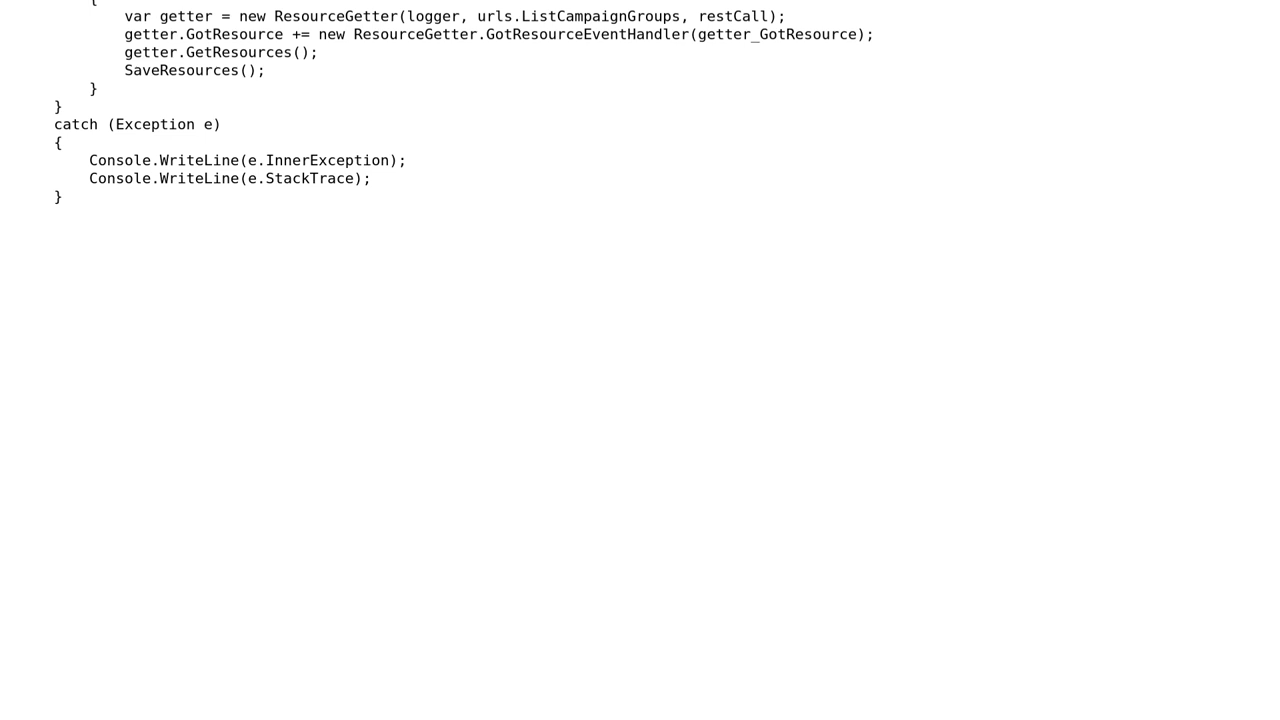 {
var getter = new ResourceGetter(logger, urls.ListCampaignGroups, restCall);
getter.GotResource += new ResourceGetter.GotResourceEventHandler(getter_GotResource);
getter.GetResources();
SaveResources();
}
}
catch (Exception e)
{
Console.WriteLine(e.InnerException);
Console.WriteLine(e.StackTrace);
}